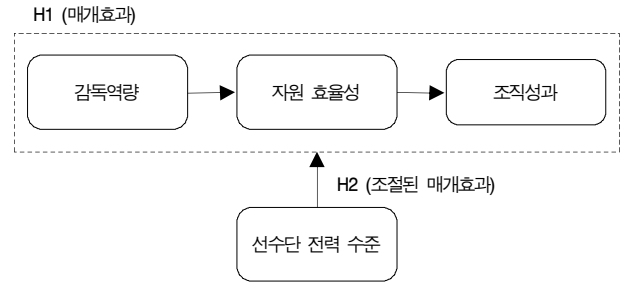 H1 (매개효과)
감독역량
자원 효율성
조직성과
H2 (조절된 매개효과)
선수단 전력 수준